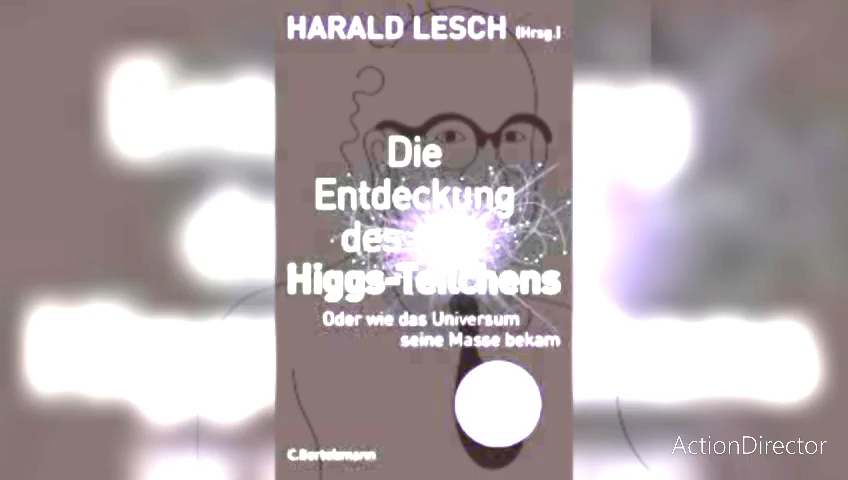 HARALD LESCH (Hrsg.)
Die
Entdeckung
des
Higgs-Teilchens
Oder wie das Universum
seine Masse bekam
C.Bertelsmann
ActionDirector